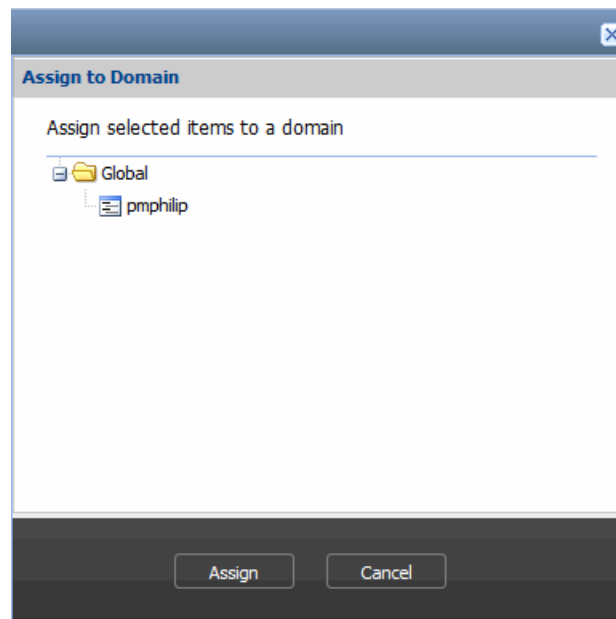 Assign to Domain
Assign selected items to a domain
Global
pmphilip
Assign Cancel